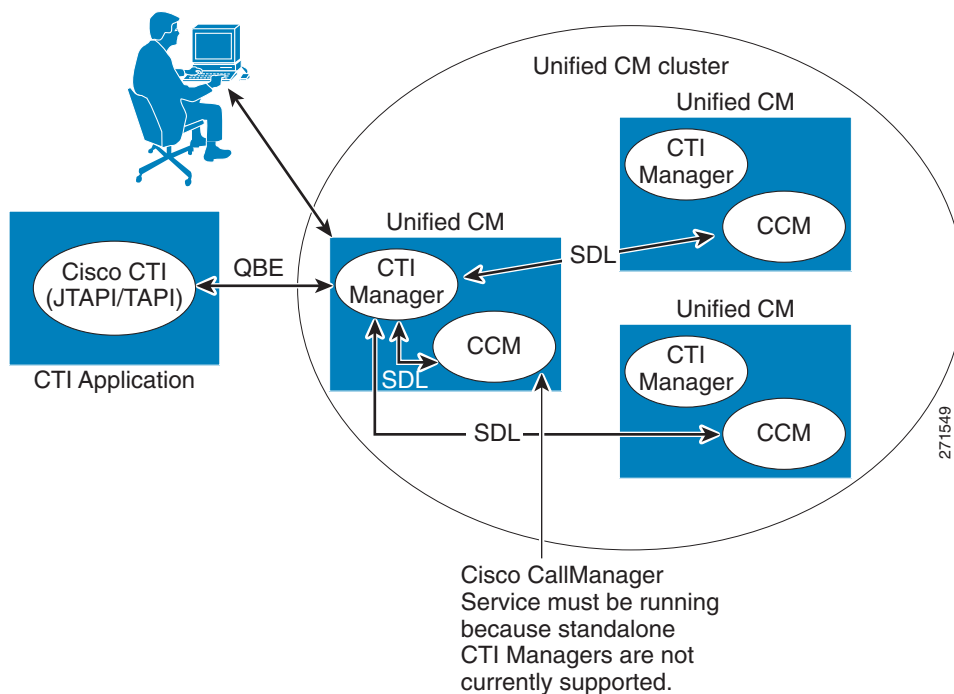 Unified CM cluster
Unified CM
CTI
Manager
CCM
Unified CM
CTI
Manager
CCM
SDL
SDL
QBE
Cisco CTI
(JTAPI/TAPI)
CTI Application
Unified CM
CTI
Manager
CCM
SDL
271549
Cisco CallManager
Service must be running
because standalone
CTI Managers are not
currently supported.